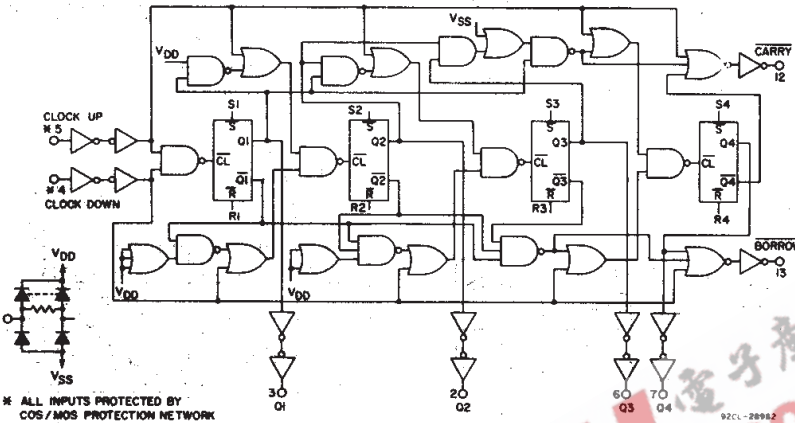 VDD
VSS
CARRY
12
CLOCK UP
* 5
* 4
CLOCK DOWN
S1
S
Q1
CL
Q1
R
R1
S2
S
Q2
CL
Q2
R
R2
S3
S
Q3
CL
Q3
R
R3
S4
S
Q4
CL
Q4
R
R4
VDD
VDD
BORROW
13
VDD
VSS
3
Q1
2
Q2
6
Q3
7
Q4
* ALL INPUTS PROTECTED BY
COS/MOS PROTECTION NETWORK
92CL-28982
電子